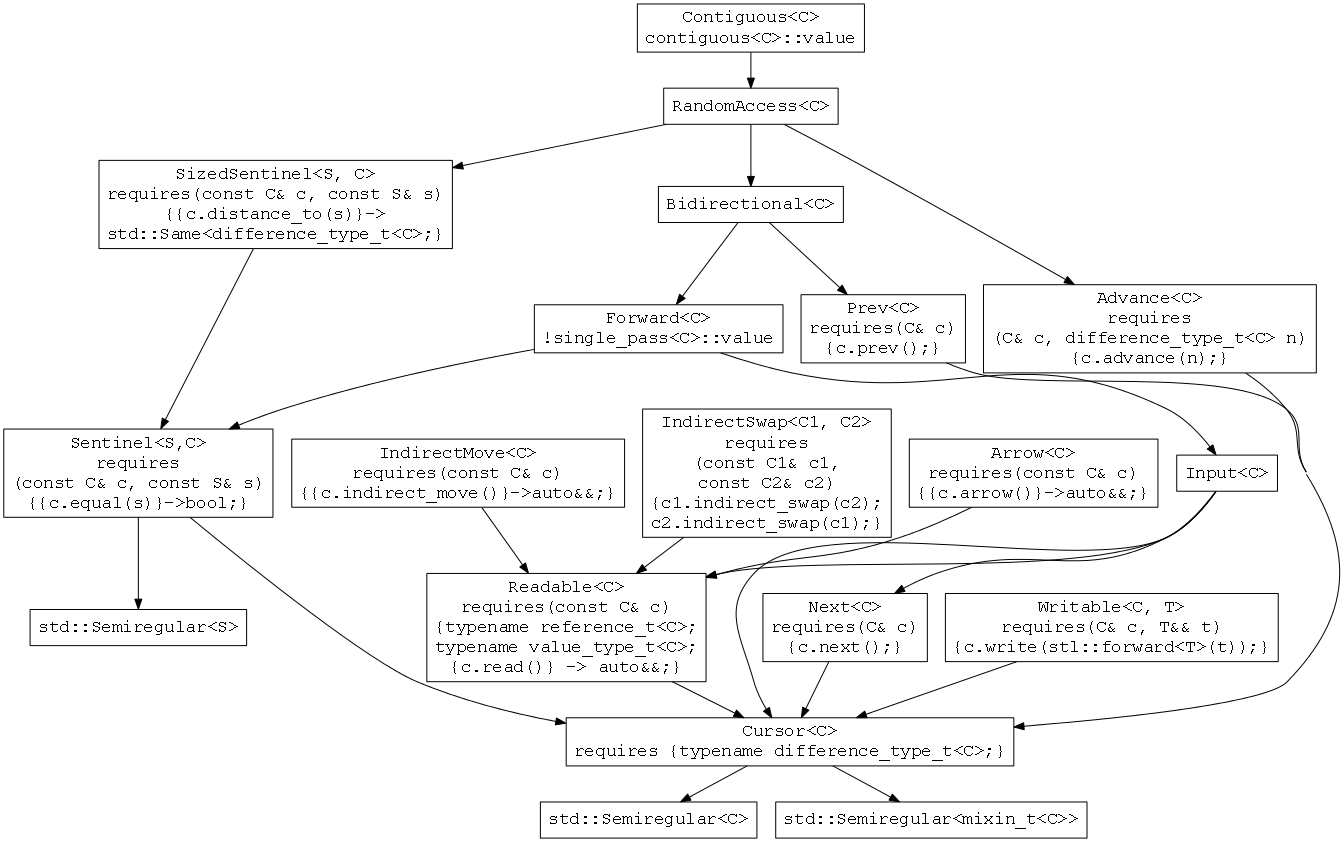 Contiguous<C>
contiguous<C>::value
RandomAccess<C>
SizedSentinel<S, C>
requires(const C& c, const S& s)
{{c.distance_to(s)}->
std::Same<difference_type_t<C>;}
Bidirectional<C>
Forward<C>
!single_pass<C>::value
Prev<C>
requires(C& c)
{c.prev();}
Advance<C>
requires
(C& c, difference_type_t<C> n)
{c.advance(n);}
Sentinel<S,C>
requires
(const C& c, const S& s)
{{c.equal(s)}->bool;}
IndirectMove<C>
requires(const C& c)
{{c.indirect_move()}->auto&&;}
IndirectSwap<C1, C2>
requires
(const C1& c1,
const C2& c2)
{c1.indirect_swap(c2);
c2.indirect_swap(c1);}
Arrow<C>
requires(const C& c)
{{c.arrow()}->auto&&;}
Input<C>
std::Semiregular<S>
Readable<C>
requires(const C& c)
{typename reference_t<C>;
typename value_type_t<C>;
{c.read()} -> auto&&;}
Next<C>
requires(C& c)
{c.next();}
Writable<C, T>
requires(C& c, T&& t)
{c.write(stl::forward<T>(t));}
Cursor<C>
requires {typename difference_type_t<C>;}
std::Semiregular<C>
std::Semiregular<mixin_t<C>>